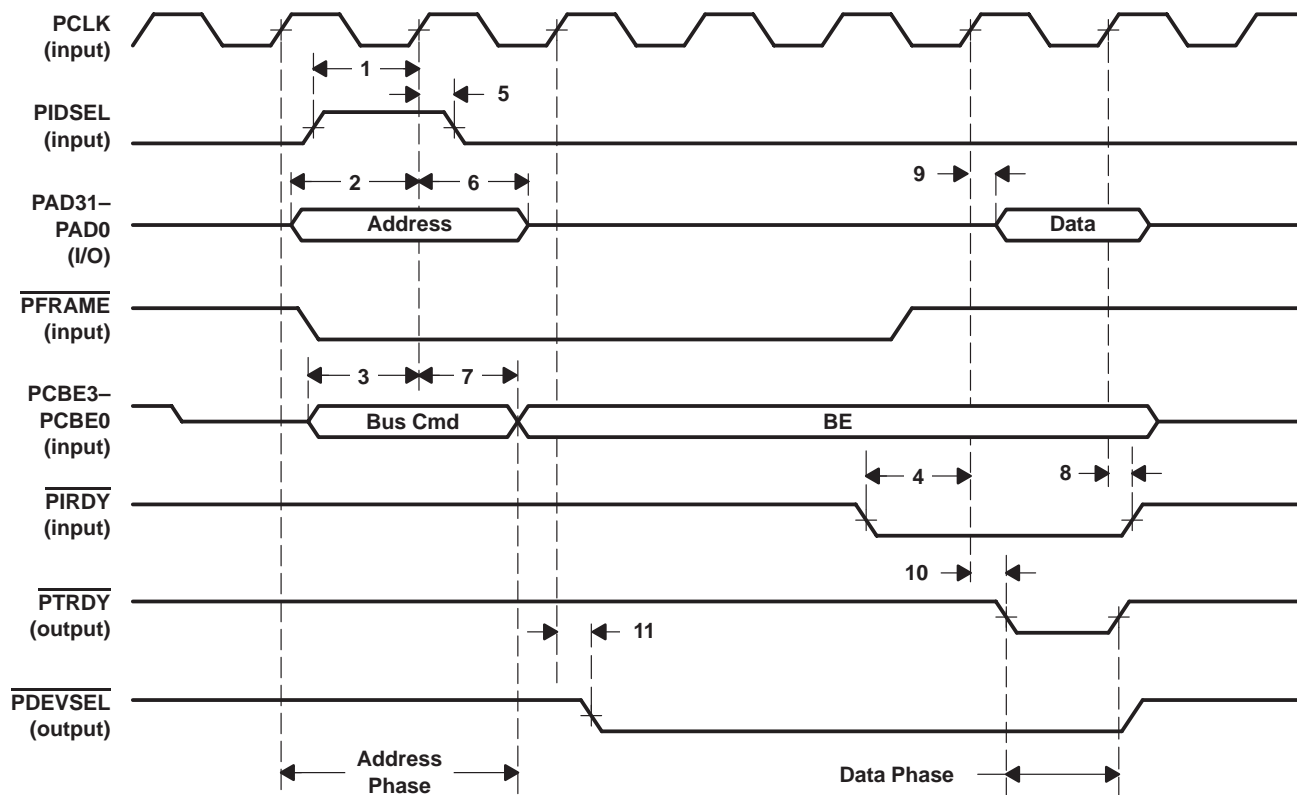 PCLK
(input)
1
5
PIDSEL
(input)
2
6
9
PAD31–
PAD0
(I/O)
Address
Data
PFRAME
(input)
3
7
PCBE3–
PCBE0
(input)
Bus Cmd
BE
4
8
PIRDY
(input)
10
PTRDY
(output)
11
PDEVSEL
(output)
Address
Phase
Data Phase